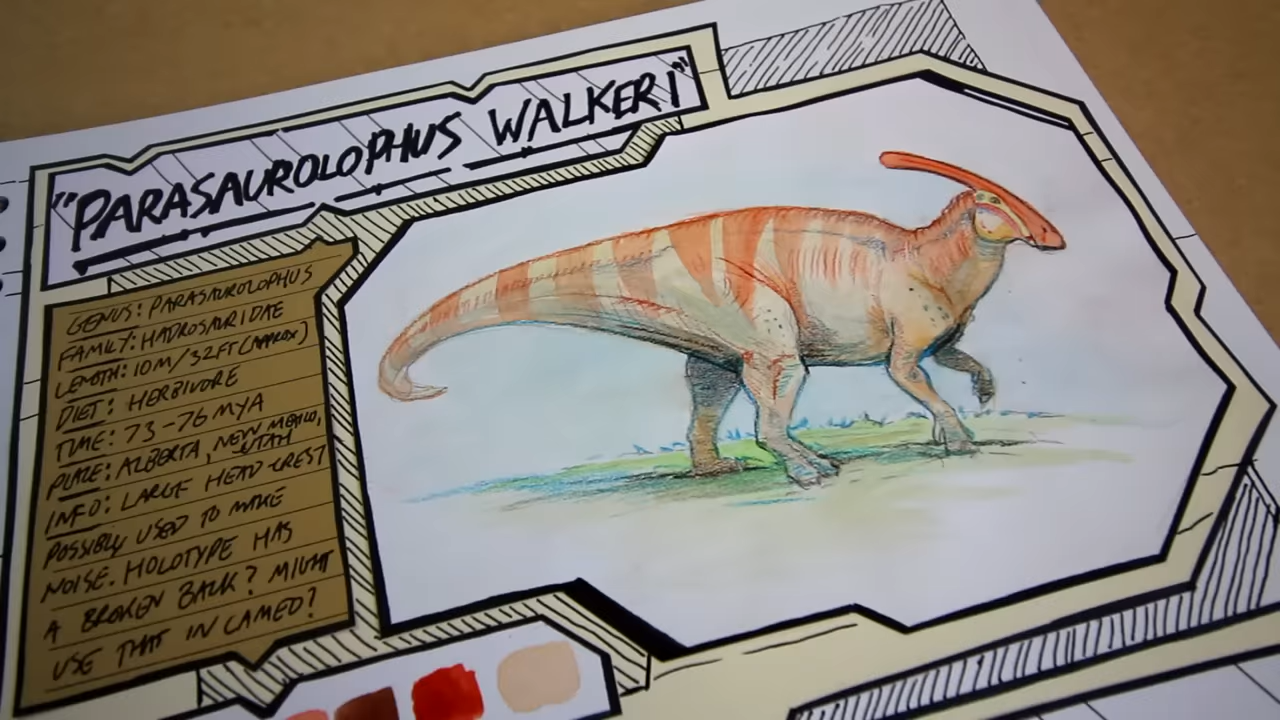 "PARASAUROLOPHUS WALKERI"
GENUS: PARASAUROLOPHUS
FAMILY: HADROSAURIDAE
LENGTH: 10M/32FT (APPROX)
DIET: HERBIVORE
TIME: 73-76 MYA
PLACE: ALBERTA, NEW MEXICO,
UTAH
INFO: LARGE HEAD CREST
POSSIBLY USED TO MAKE
NOISE. HOLOTYPE HAS
A BROKEN BACK? MIGHT
USE THAT IN CAMEO?